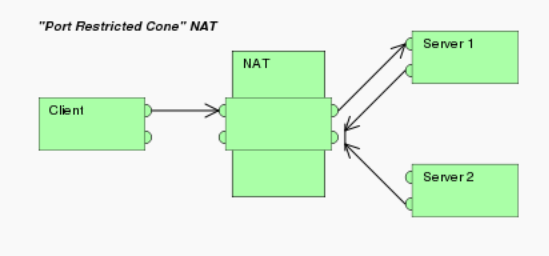 "Port Restricted Cone" NAT
NAT
Server 1
Client
Server 2